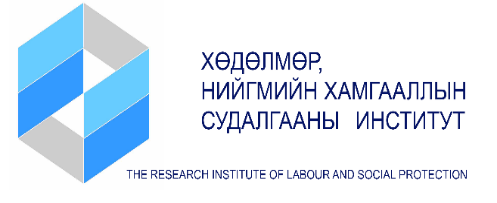 ХӨДӨЛМӨР,
НИЙГМИЙН ХАМГААЛЛЫН
СУДАЛГААНЫ ИНСТИТУТ
THE RESEARCH INSTITUTE OF LABOUR AND SOCIAL PROTECTION